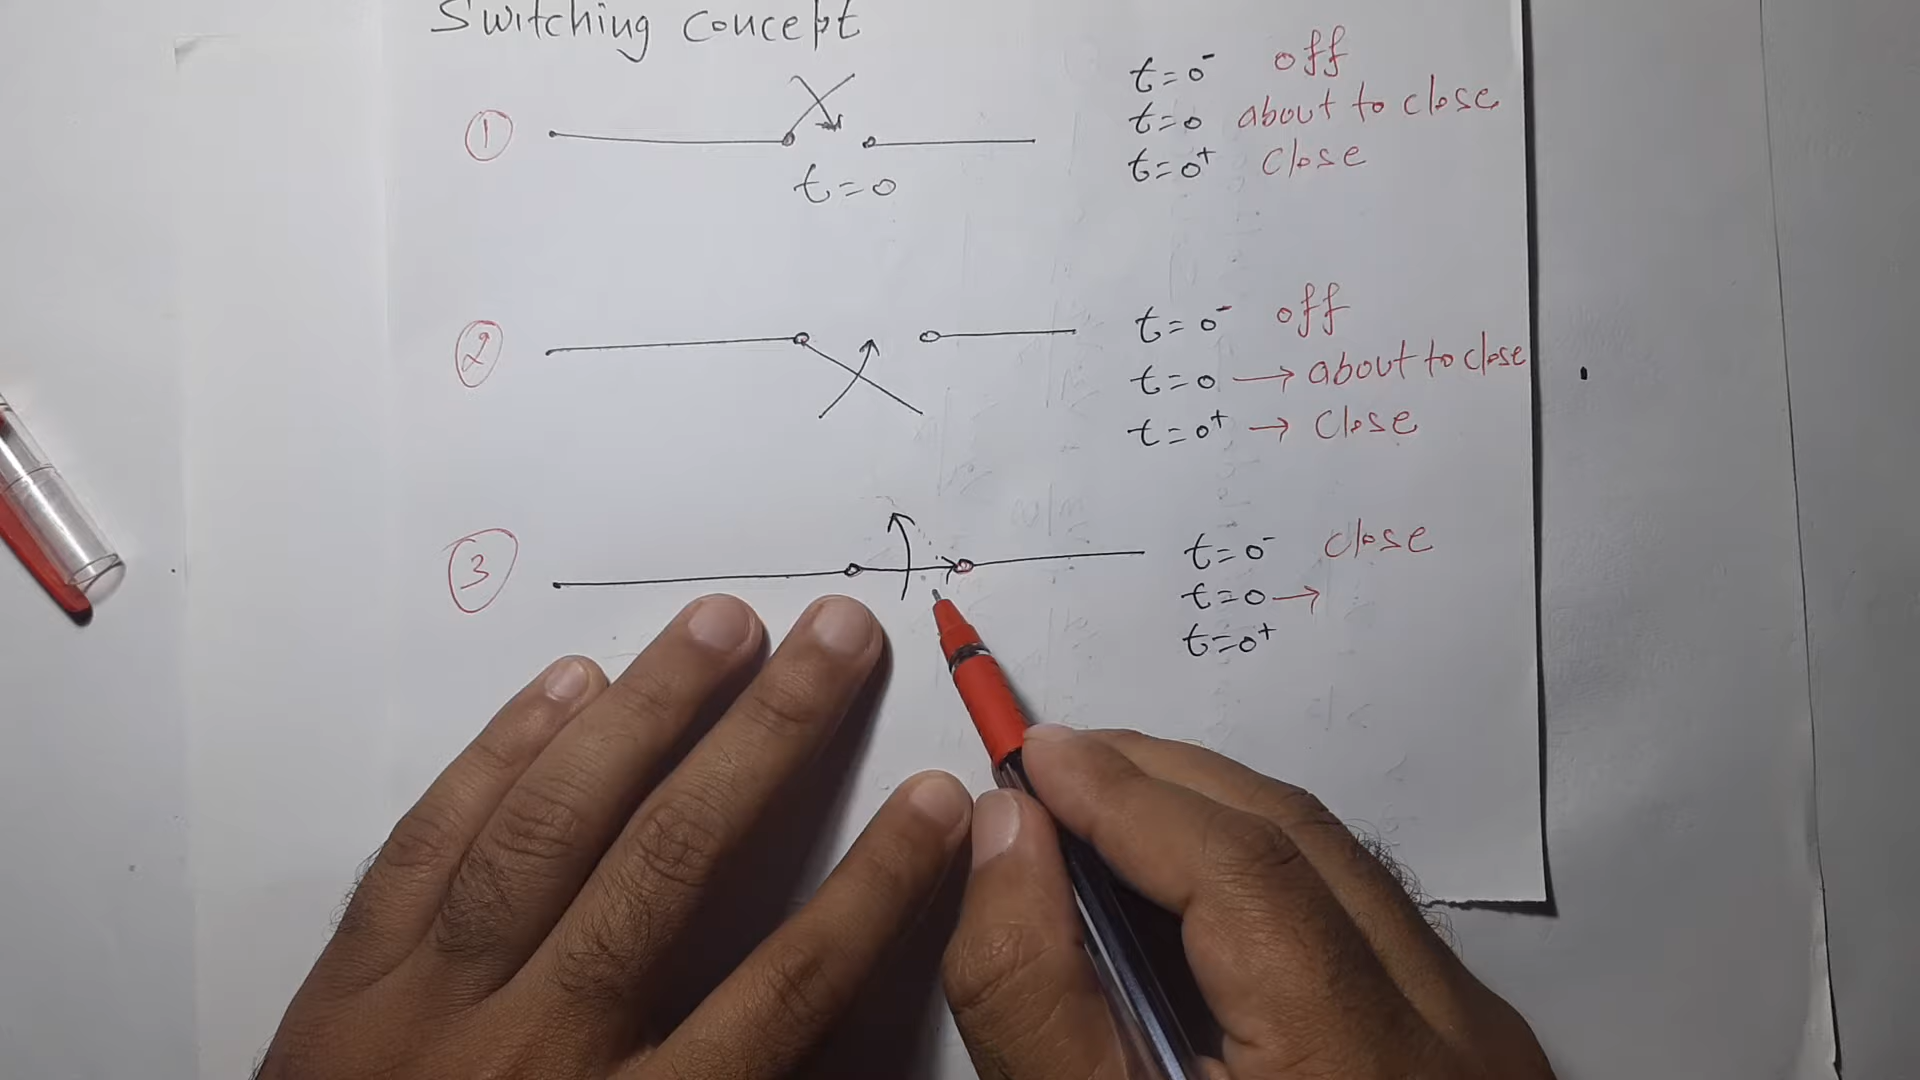 Switching concept
①
t=0
t=0⁻ off
t=0 about to close
t=0⁺ close
②
t=0⁻ off
t=0 → about to close
t=0⁺ → close
③
t=0⁻ close
t=0 →
t=0⁺